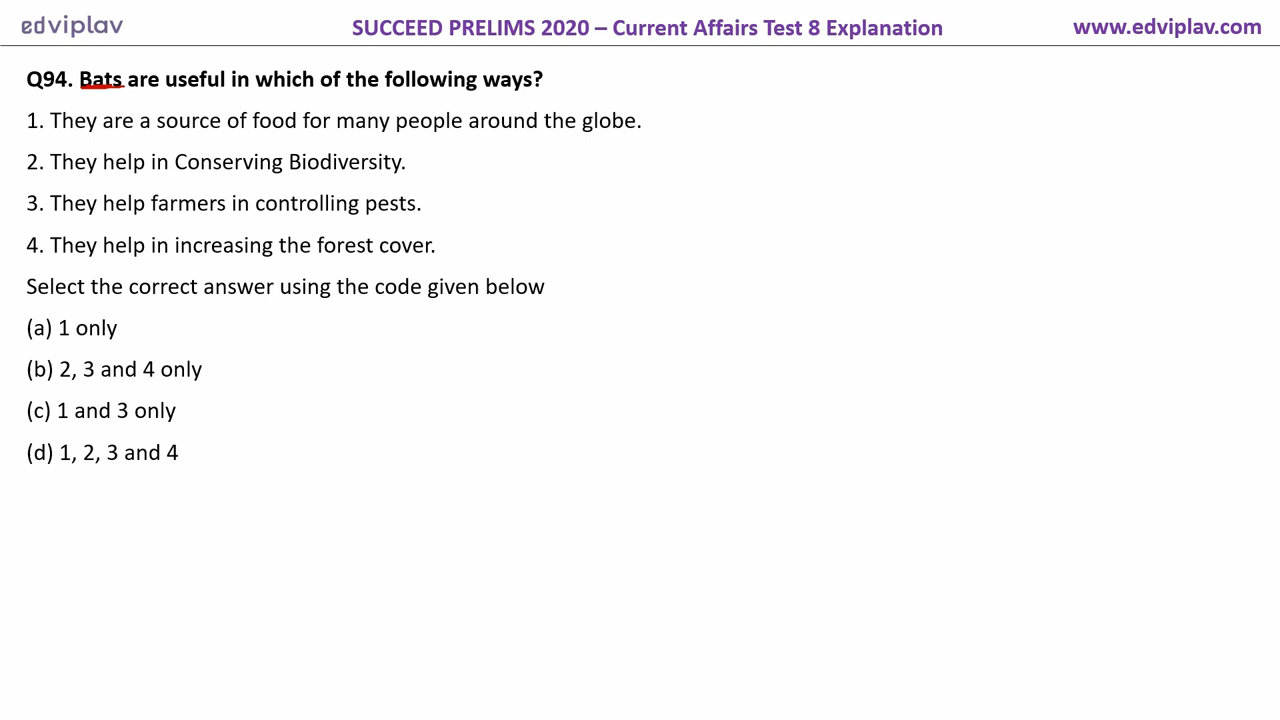 edviplav
SUCCEED PRELIMS 2020 – Current Affairs Test 8 Explanation
www.edviplav.com
Q94. Bats are useful in which of the following ways?
1. They are a source of food for many people around the globe.
2. They help in Conserving Biodiversity.
3. They help farmers in controlling pests.
4. They help in increasing the forest cover.
Select the correct answer using the code given below
(a) 1 only
(b) 2, 3 and 4 only
(c) 1 and 3 only
(d) 1, 2, 3 and 4